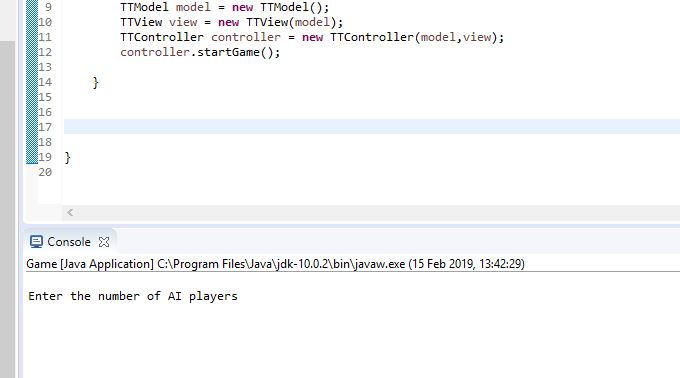 9 TTModel model = new TTModel();
10 TTView view = new TTView(model);
11 TTController controller = new TTController(model,view);
12 controller.startGame();
13
14 }
15
16
17
18
19 }
20
Console
Game [Java Application] C:\Program Files\Java\jdk-10.0.2\bin\javaw.exe (15 Feb 2019, 13:42:29)
Enter the number of AI players